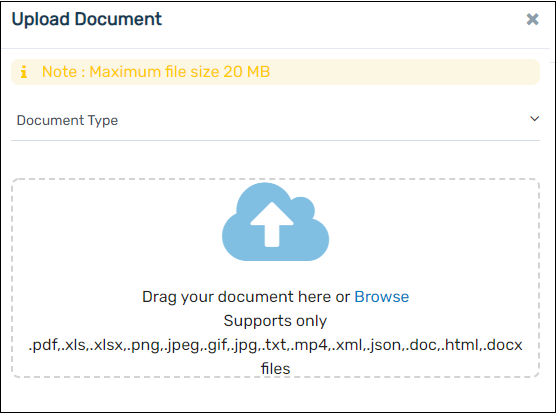 Upload Document
Note : Maximum file size 20 MB
Document Type
Drag your document here or Browse
Supports only
.pdf,.xls,.xlsx,.png,.jpeg,.gif,.jpg,.txt,.mp4,.xml,.json,.doc,.html,.docx
files